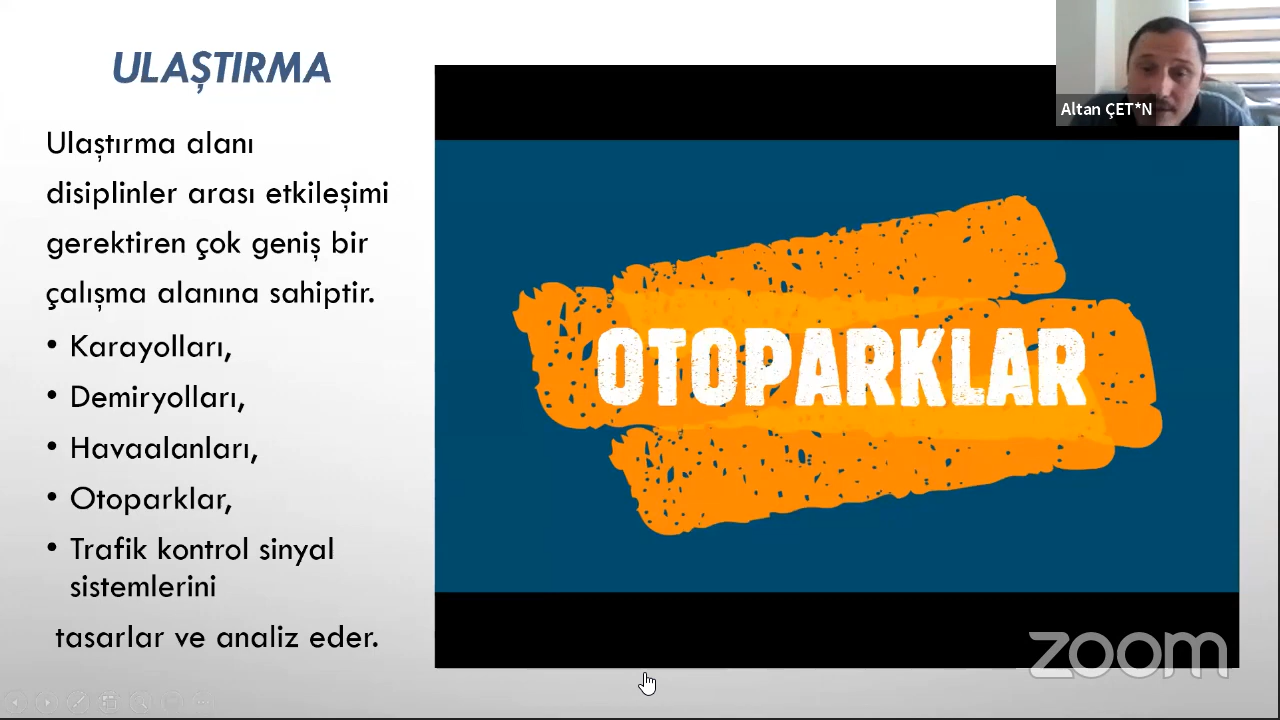 ULAŞTIRMA
Ulaştırma alanı
disiplinler arası etkileşimi
gerektiren çok geniş bir
çalışma alanına sahiptir.
• Karayolları,
• Demiryolları,
• Havaalanları,
• Otoparklar,
• Trafik kontrol sinyal
sistemlerini
tasarlar ve analiz eder.
OTOPARKLAR
Altan ÇET*N
zoom